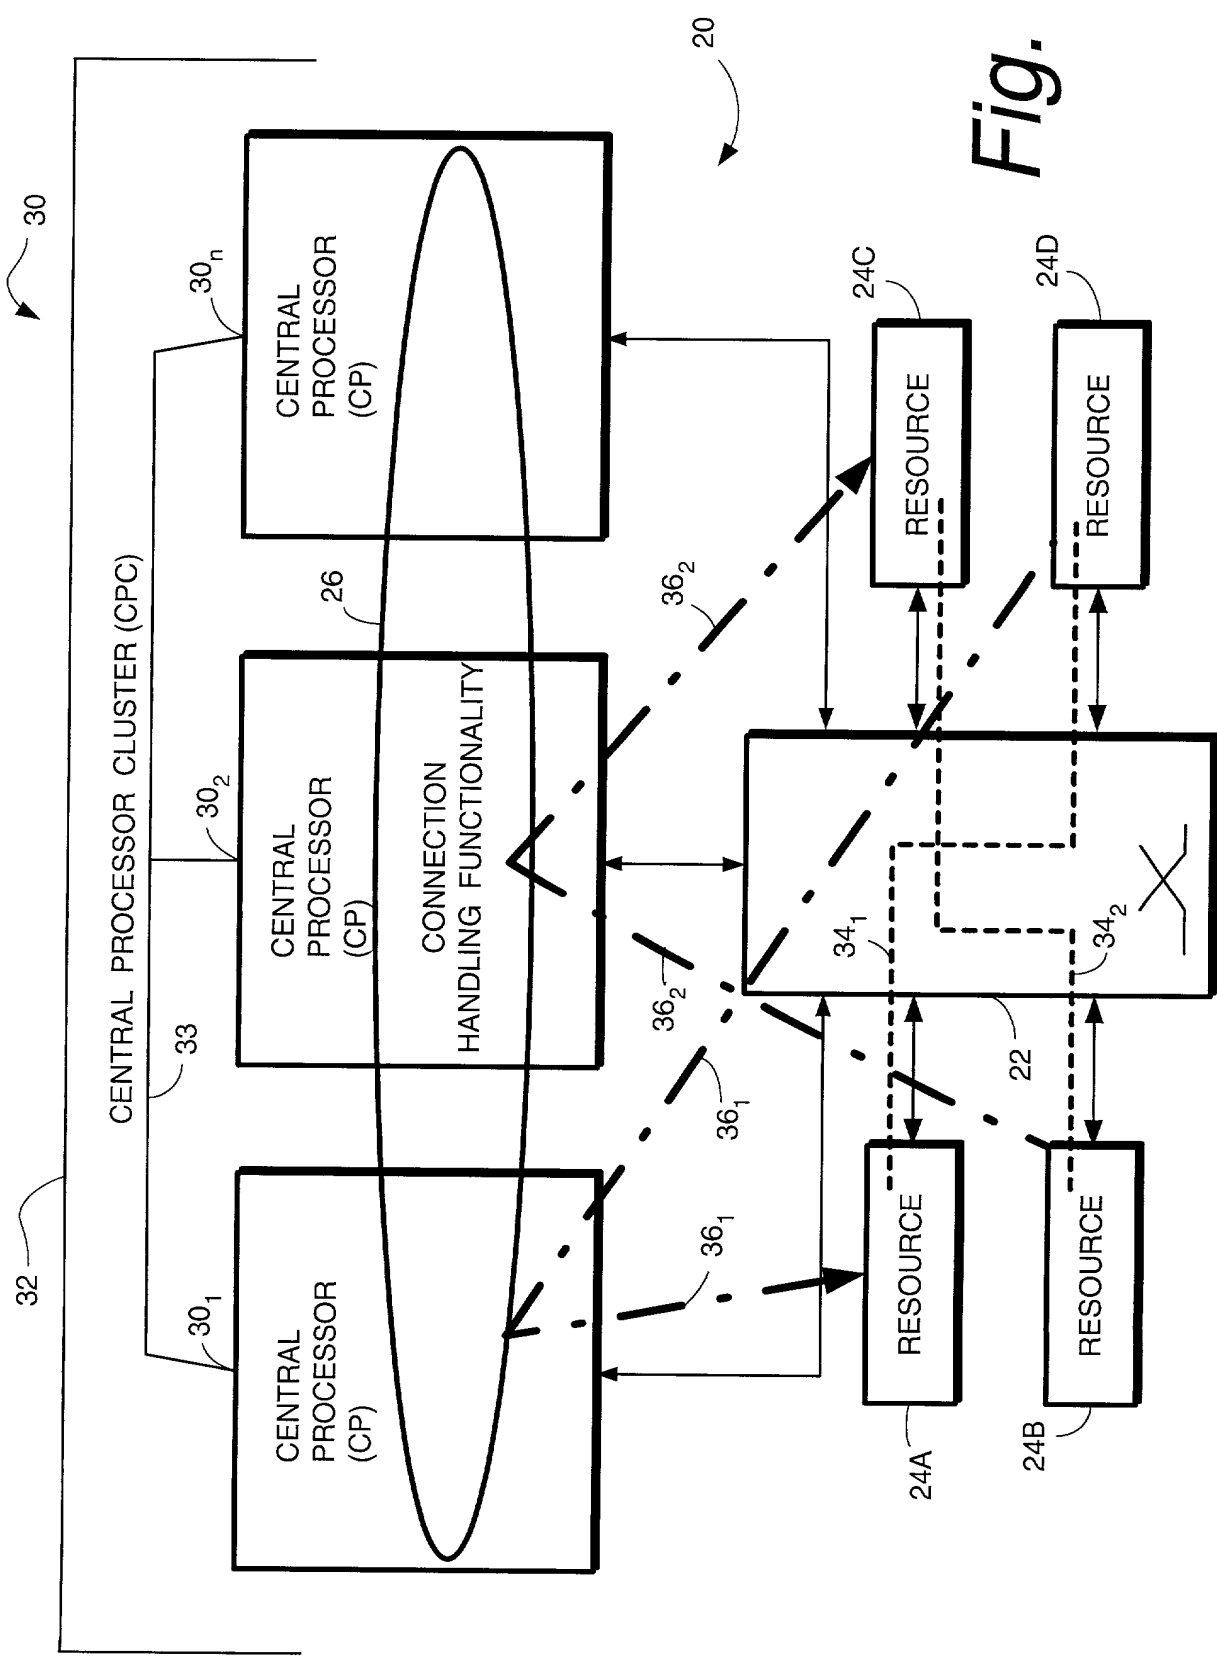 32
30
CENTRAL PROCESSOR CLUSTER (CPC)
33
30₁
30₂
30ₙ
CENTRAL
PROCESSOR
(CP)
CENTRAL
PROCESSOR
(CP)
CENTRAL
PROCESSOR
(CP)
26
CONNECTION
HANDLING FUNCTIONALITY
36₁
36₁
36₂
36₂
20
24A
RESOURCE
34₁
RESOURCE
24C
24B
RESOURCE
22
34₂
RESOURCE
24D
Fig.